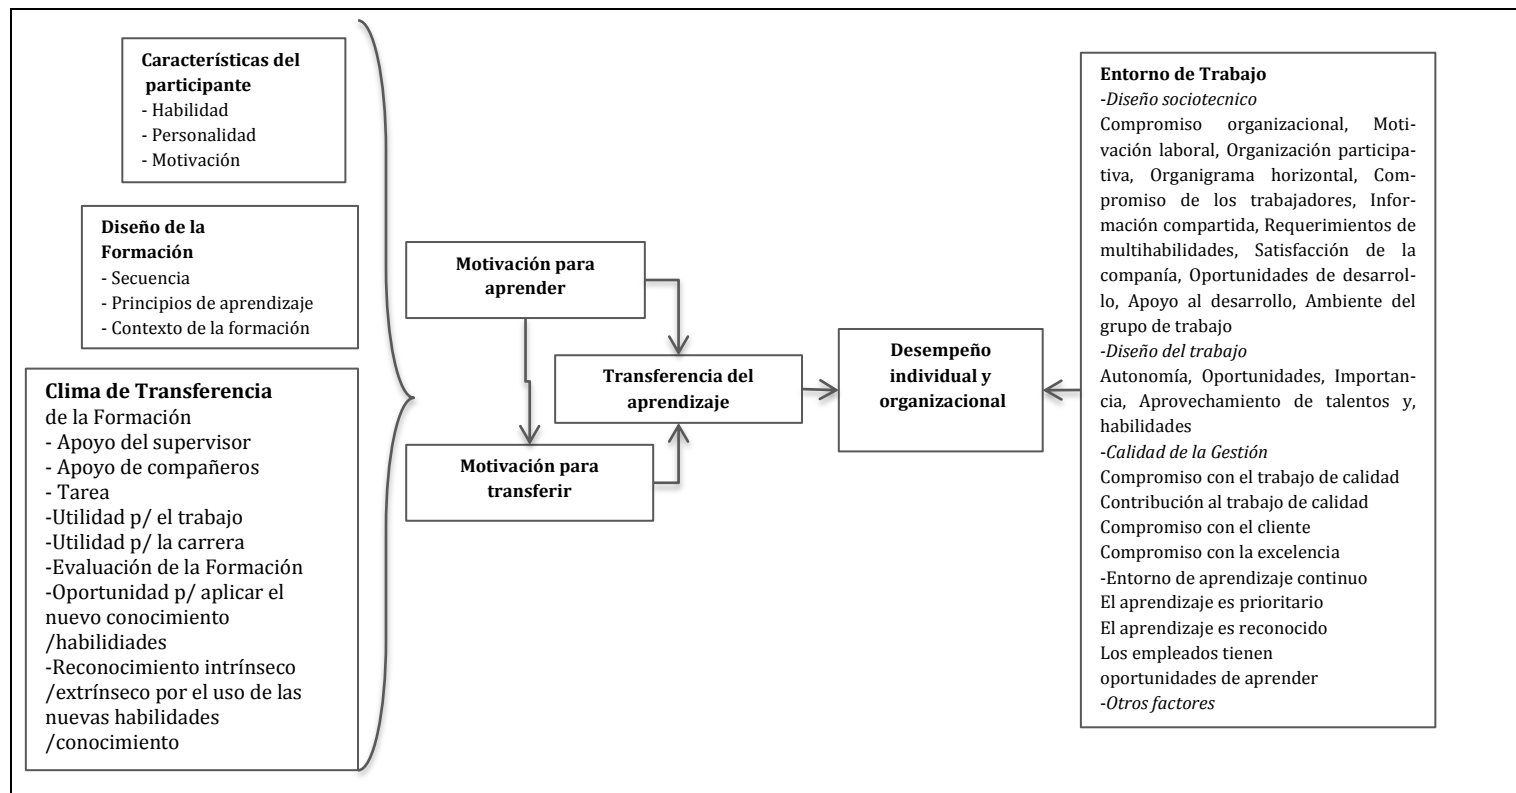 Características del
participante
- Habilidad
- Personalidad
- Motivación
Diseño de la
Formación
- Secuencia
- Principios de aprendizaje
- Contexto de la formación
Clima de Transferencia
de la Formación
- Apoyo del supervisor
- Apoyo de compañeros
- Tarea
-Utilidad p/ el trabajo
-Utilidad p/ la carrera
-Evaluación de la Formación
-Oportunidad p/ aplicar el
nuevo conocimiento
/habilidiades
-Reconocimiento intrínseco
/extrínseco por el uso de las
nuevas habilidades
/conocimiento
Motivación para
aprender
Motivación para
transferir
Transferencia del
aprendizaje
Desempeño
individual y
organizacional
Entorno de Trabajo
-Diseño sociotecnico
Compromiso organizacional, Moti-
vación laboral, Organización participa-
tiva, Organigrama horizontal, Com-
promiso de los trabajadores, Infor-
mación compartida, Requerimientos de
multihabilidades, Satisfacción de la
companía, Oportunidades de desarrol-
lo, Apoyo al desarrollo, Ambiente del
grupo de trabajo
-Diseño del trabajo
Autonomía, Oportunidades, Importan-
cia, Aprovechamiento de talentos y,
habilidades
-Calidad de la Gestión
Compromiso con el trabajo de calidad
Contribución al trabajo de calidad
Compromiso con el cliente
Compromiso con la excelencia
-Entorno de aprendizaje continuo
El aprendizaje es prioritario
El aprendizaje es reconocido
Los empleados tienen
oportunidades de aprender
-Otros factores